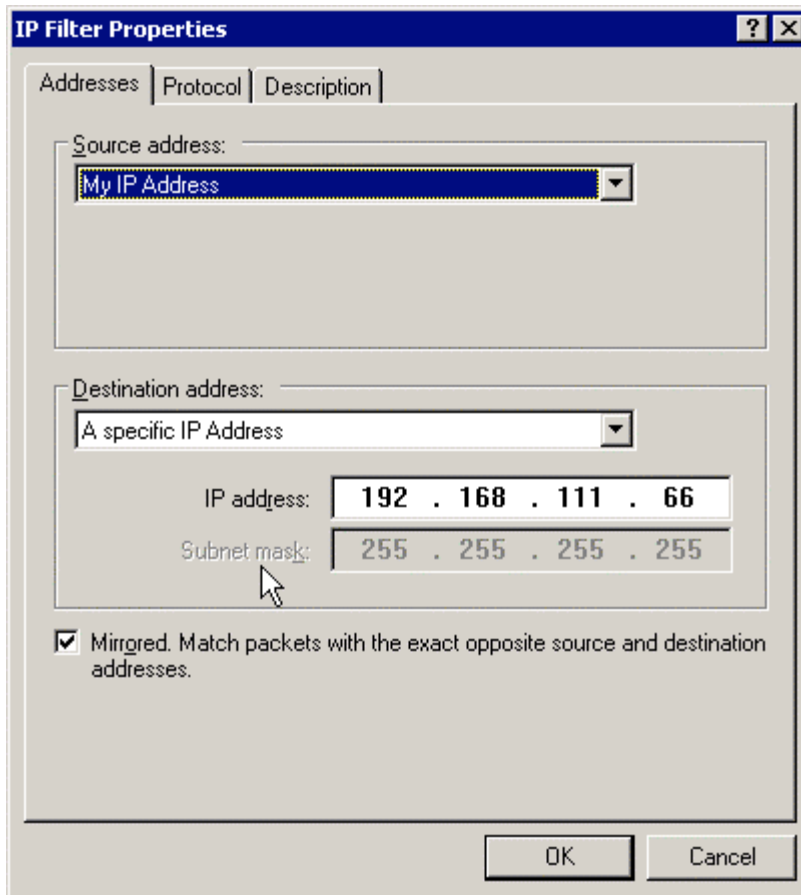 IP Filter Properties
Addresses Protocol Description
Source address:
My IP Address
Destination address:
A specific IP Address
IP address: 192 . 168 . 111 . 66
Subnet mask: 255 . 255 . 255 . 255
Mirrored. Match packets with the exact opposite source and destination
addresses.
OK Cancel